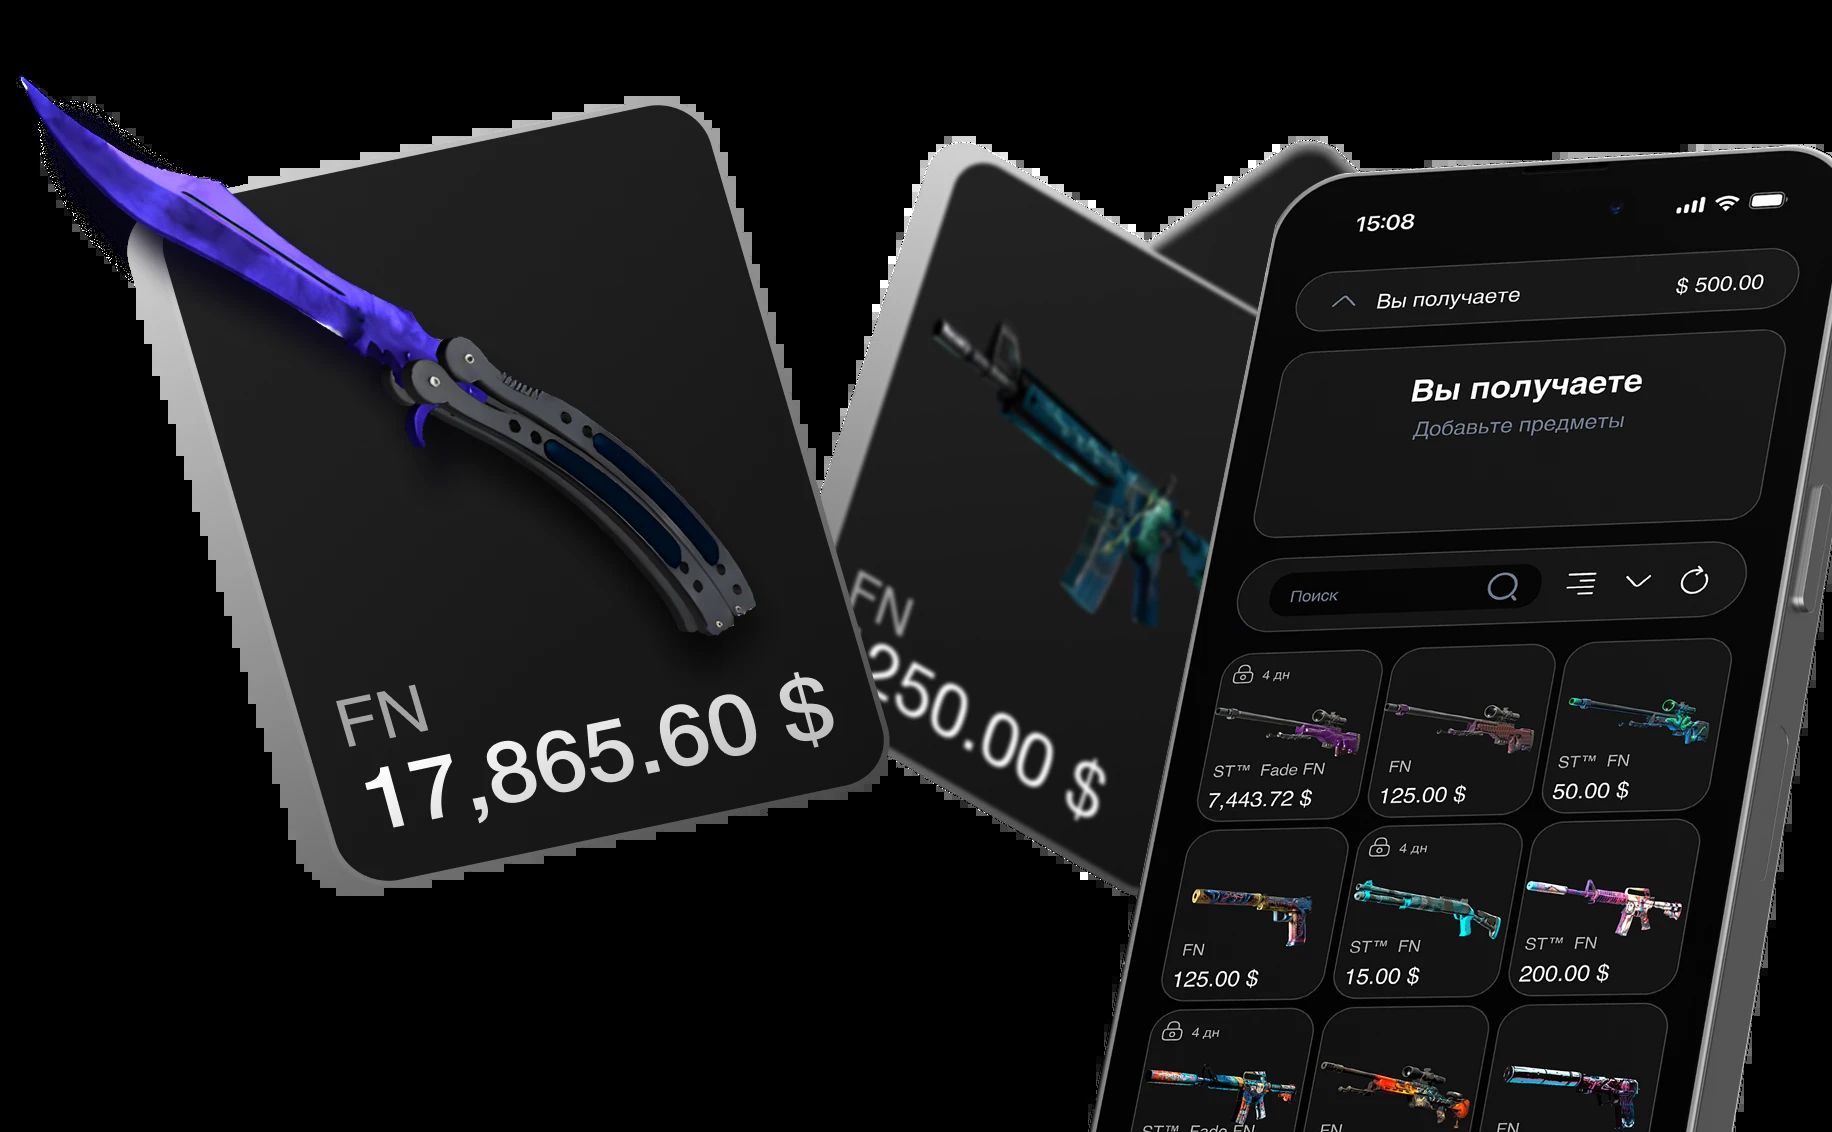 FN
17,865.60 $
FN
250.00 $
15:08
Вы получаете
$ 500.00
Вы получаете
Добавьте предметы
Поиск
4 дн
ST™ Fade FN
7,443.72 $
FN
125.00 $
ST™ FN
50.00 $
FN
125.00 $
4 дн
ST™ FN
15.00 $
ST™ FN
200.00 $
4 дн
ST™ Fade FN
FN
FN